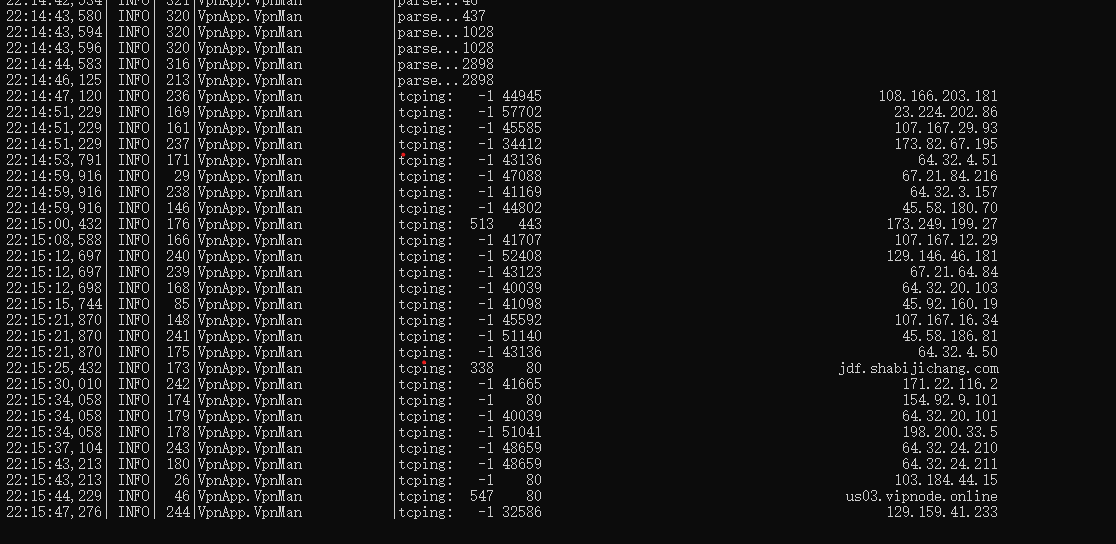 22:14:42,534| INFO| 321|VpnApp.VpnMan |parse...46
22:14:43,580| INFO| 320|VpnApp.VpnMan |parse...437
22:14:43,594| INFO| 320|VpnApp.VpnMan |parse...1028
22:14:43,596| INFO| 320|VpnApp.VpnMan |parse...1028
22:14:44,583| INFO| 316|VpnApp.VpnMan |parse...2898
22:14:46,125| INFO| 213|VpnApp.VpnMan |parse...2898
22:14:47,120| INFO| 236|VpnApp.VpnMan |tcping: -1 44945 108.166.203.181
22:14:51,229| INFO| 169|VpnApp.VpnMan |tcping: -1 57702 23.224.202.86
22:14:51,229| INFO| 161|VpnApp.VpnMan |tcping: -1 45585 107.167.29.93
22:14:51,229| INFO| 237|VpnApp.VpnMan |tcping: -1 34412 173.82.67.195
22:14:53,791| INFO| 171|VpnApp.VpnMan |tcping: -1 43136 64.32.4.51
22:14:59,916| INFO| 29|VpnApp.VpnMan |tcping: -1 47088 67.21.84.216
22:14:59,916| INFO| 238|VpnApp.VpnMan |tcping: -1 41169 64.32.3.157
22:14:59,916| INFO| 146|VpnApp.VpnMan |tcping: -1 44802 45.58.180.70
22:15:00,432| INFO| 176|VpnApp.VpnMan |tcping: 513 443 173.249.199.27
22:15:08,588| INFO| 166|VpnApp.VpnMan |tcping: -1 41707 107.167.12.29
22:15:12,697| INFO| 240|VpnApp.VpnMan |tcping: -1 52408 129.146.46.181
22:15:12,697| INFO| 239|VpnApp.VpnMan |tcping: -1 43123 67.21.64.84
22:15:12,698| INFO| 168|VpnApp.VpnMan |tcping: -1 40039 64.32.20.103
22:15:15,744| INFO| 85|VpnApp.VpnMan |tcping: -1 41098 45.92.160.19
22:15:21,870| INFO| 148|VpnApp.VpnMan |tcping: -1 45592 107.167.16.34
22:15:21,870| INFO| 241|VpnApp.VpnMan |tcping: -1 51140 45.58.186.81
22:15:21,870| INFO| 175|VpnApp.VpnMan |tcping: -1 43136 64.32.4.50
22:15:25,432| INFO| 173|VpnApp.VpnMan |tcping: 338 80 jdf.shabijichang.com
22:15:30,010| INFO| 242|VpnApp.VpnMan |tcping: -1 41665 171.22.116.2
22:15:34,058| INFO| 174|VpnApp.VpnMan |tcping: -1 80 154.92.9.101
22:15:34,058| INFO| 179|VpnApp.VpnMan |tcping: -1 40039 64.32.20.101
22:15:34,058| INFO| 178|VpnApp.VpnMan |tcping: -1 51041 198.200.33.5
22:15:37,104| INFO| 243|VpnApp.VpnMan |tcping: -1 48659 64.32.24.210
22:15:43,213| INFO| 180|VpnApp.VpnMan |tcping: -1 48659 64.32.24.211
22:15:43,213| INFO| 26|VpnApp.VpnMan |tcping: -1 80 103.184.44.15
22:15:44,229| INFO| 46|VpnApp.VpnMan |tcping: 547 80 us03.vipnode.online
22:15:47,276| INFO| 244|VpnApp.VpnMan |tcping: -1 32586 129.159.41.233